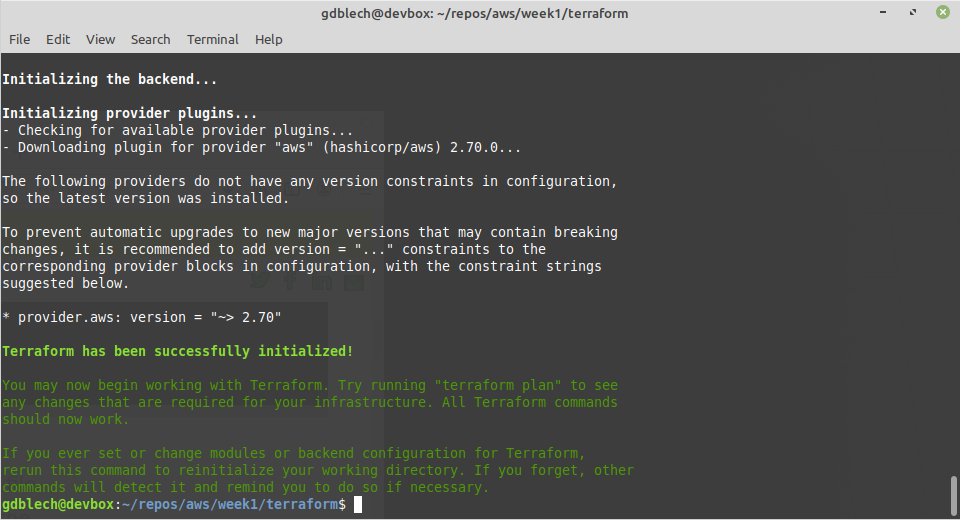 gdblech@devbox: ~/repos/aws/week1/terraform
File Edit View Search Terminal Help
Initializing the backend...
Initializing provider plugins...
- Checking for available provider plugins...
- Downloading plugin for provider "aws" (hashicorp/aws) 2.70.0...
The following providers do not have any version constraints in configuration,
so the latest version was installed.
To prevent automatic upgrades to new major versions that may contain breaking
changes, it is recommended to add version = "..." constraints to the
corresponding provider blocks in configuration, with the constraint strings
suggested below.
* provider.aws: version = "~> 2.70"
Terraform has been successfully initialized!
You may now begin working with Terraform. Try running "terraform plan" to see
any changes that are required for your infrastructure. All Terraform commands
should now work.
If you ever set or change modules or backend configuration for Terraform,
rerun this command to reinitialize your working directory. If you forget, other
commands will detect it and remind you to do so if necessary.
gdblech@devbox:~/repos/aws/week1/terraform$